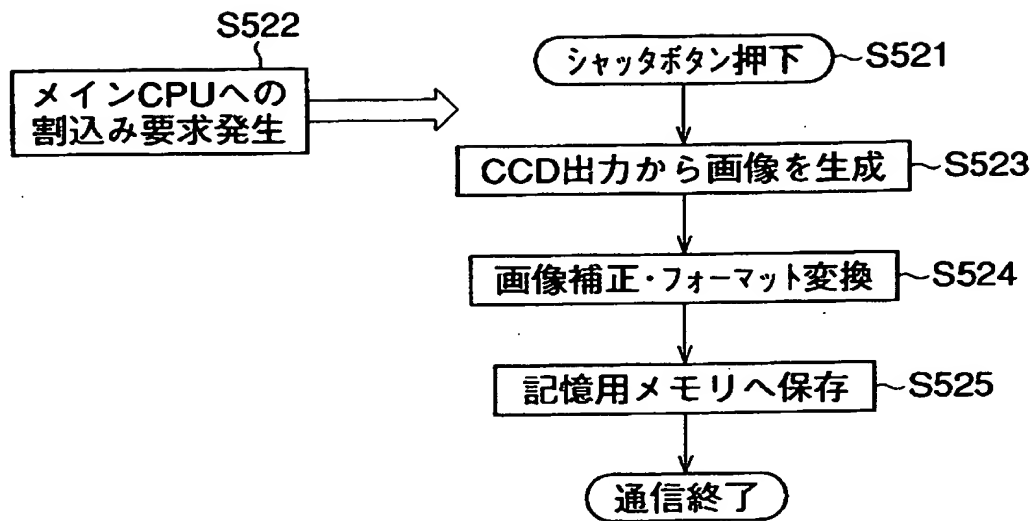 S522
メインCPUへの
割込み要求発生
シャッタボタン押下
S521
CCD出力から画像を生成
S523
画像補正・フォーマット変換
S524
記憶用メモリへ保存
S525
通信終了